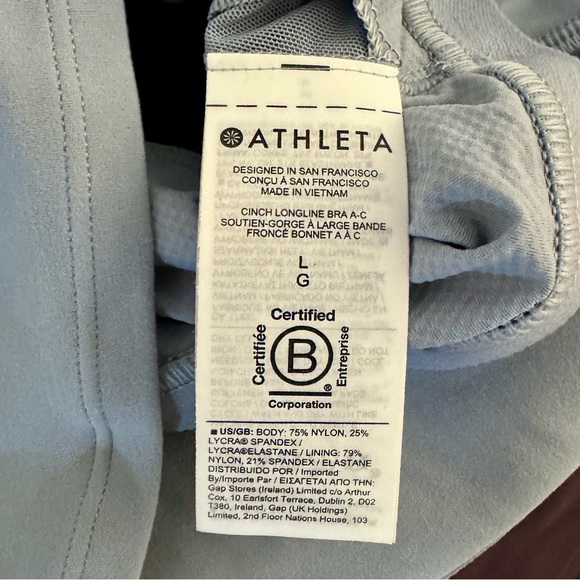 ATHLETA
DESIGNED IN SAN FRANCISCO
CONÇU À SAN FRANCISCO
MADE IN VIETNAM
CINCH LONGLINE BRA A-C
SOUTIEN-GORGE À LARGE BANDE
FRONCÉ BONNET A À C
L
G
Certified
Certifiée
B
Entreprise
®
Corporation
■ US/GB: BODY: 75% NYLON, 25%
LYCRA® SPANDEX /
LYCRA®ELASTANE / LINING: 79%
NYLON, 21% SPANDEX / ELASTANE
DISTRIBUTED PAR / Imported
By/Importe Par / ΕΙΣΑΓΕΤΑΙ ΑΠΟ ΤΗΝ:
Gap Stores (Ireland) Limited c/o Arthur
Cox, 10 Earlsfort Terrace, Dublin 2, D02
T380, Ireland, Gap (UK Holdings)
Limited, 2nd Floor Nations House, 103